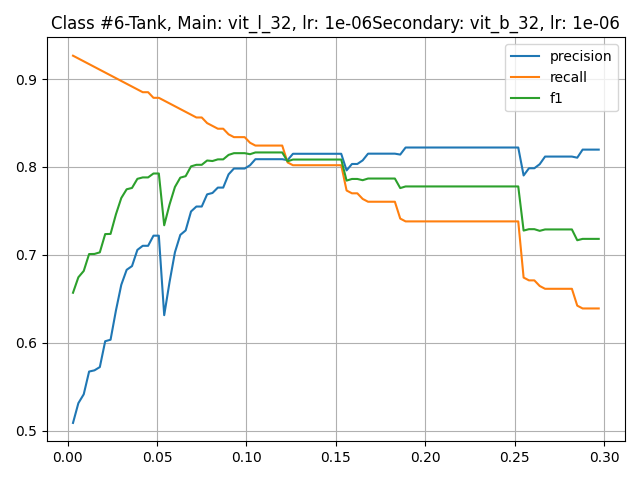 Class #6-Tank, Main: vit_l_32, lr: 1e-06Secondary: vit_b_32, lr: 1e-06
precision
recall
f1
0.9
0.8
0.7
0.6
0.5
0.00 0.05 0.10 0.15 0.20 0.25 0.30